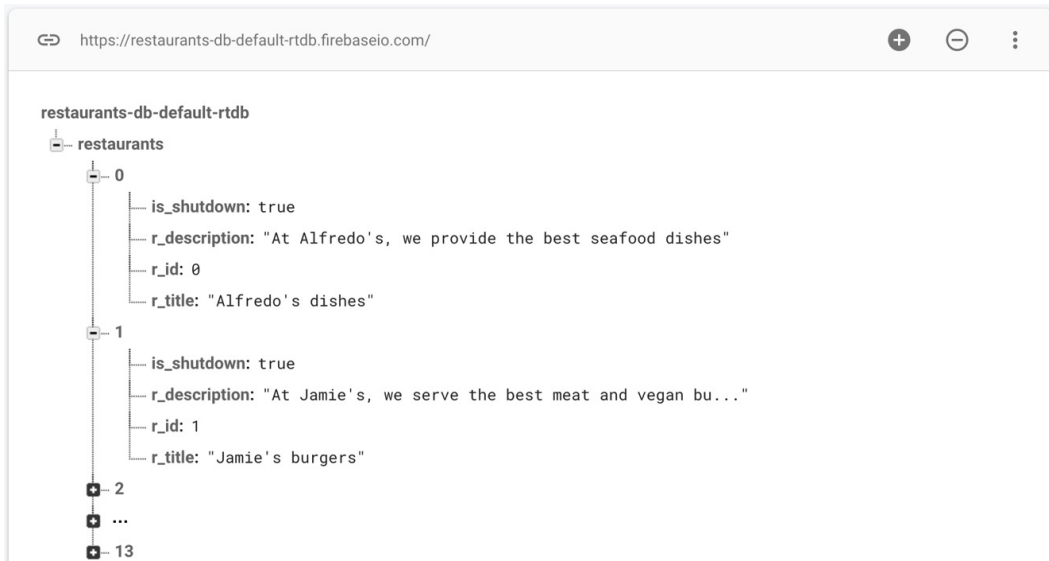 https://restaurants-db-default-rtdb.firebaseio.com/
restaurants-db-default-rtdb
restaurants
0
is_shutdown: true
r_description: "At Alfredo's, we provide the best seafood dishes"
r_id: 0
r_title: "Alfredo's dishes"
1
is_shutdown: true
r_description: "At Jamie's, we serve the best meat and vegan bu..."
r_id: 1
r_title: "Jamie's burgers"
2
...
13